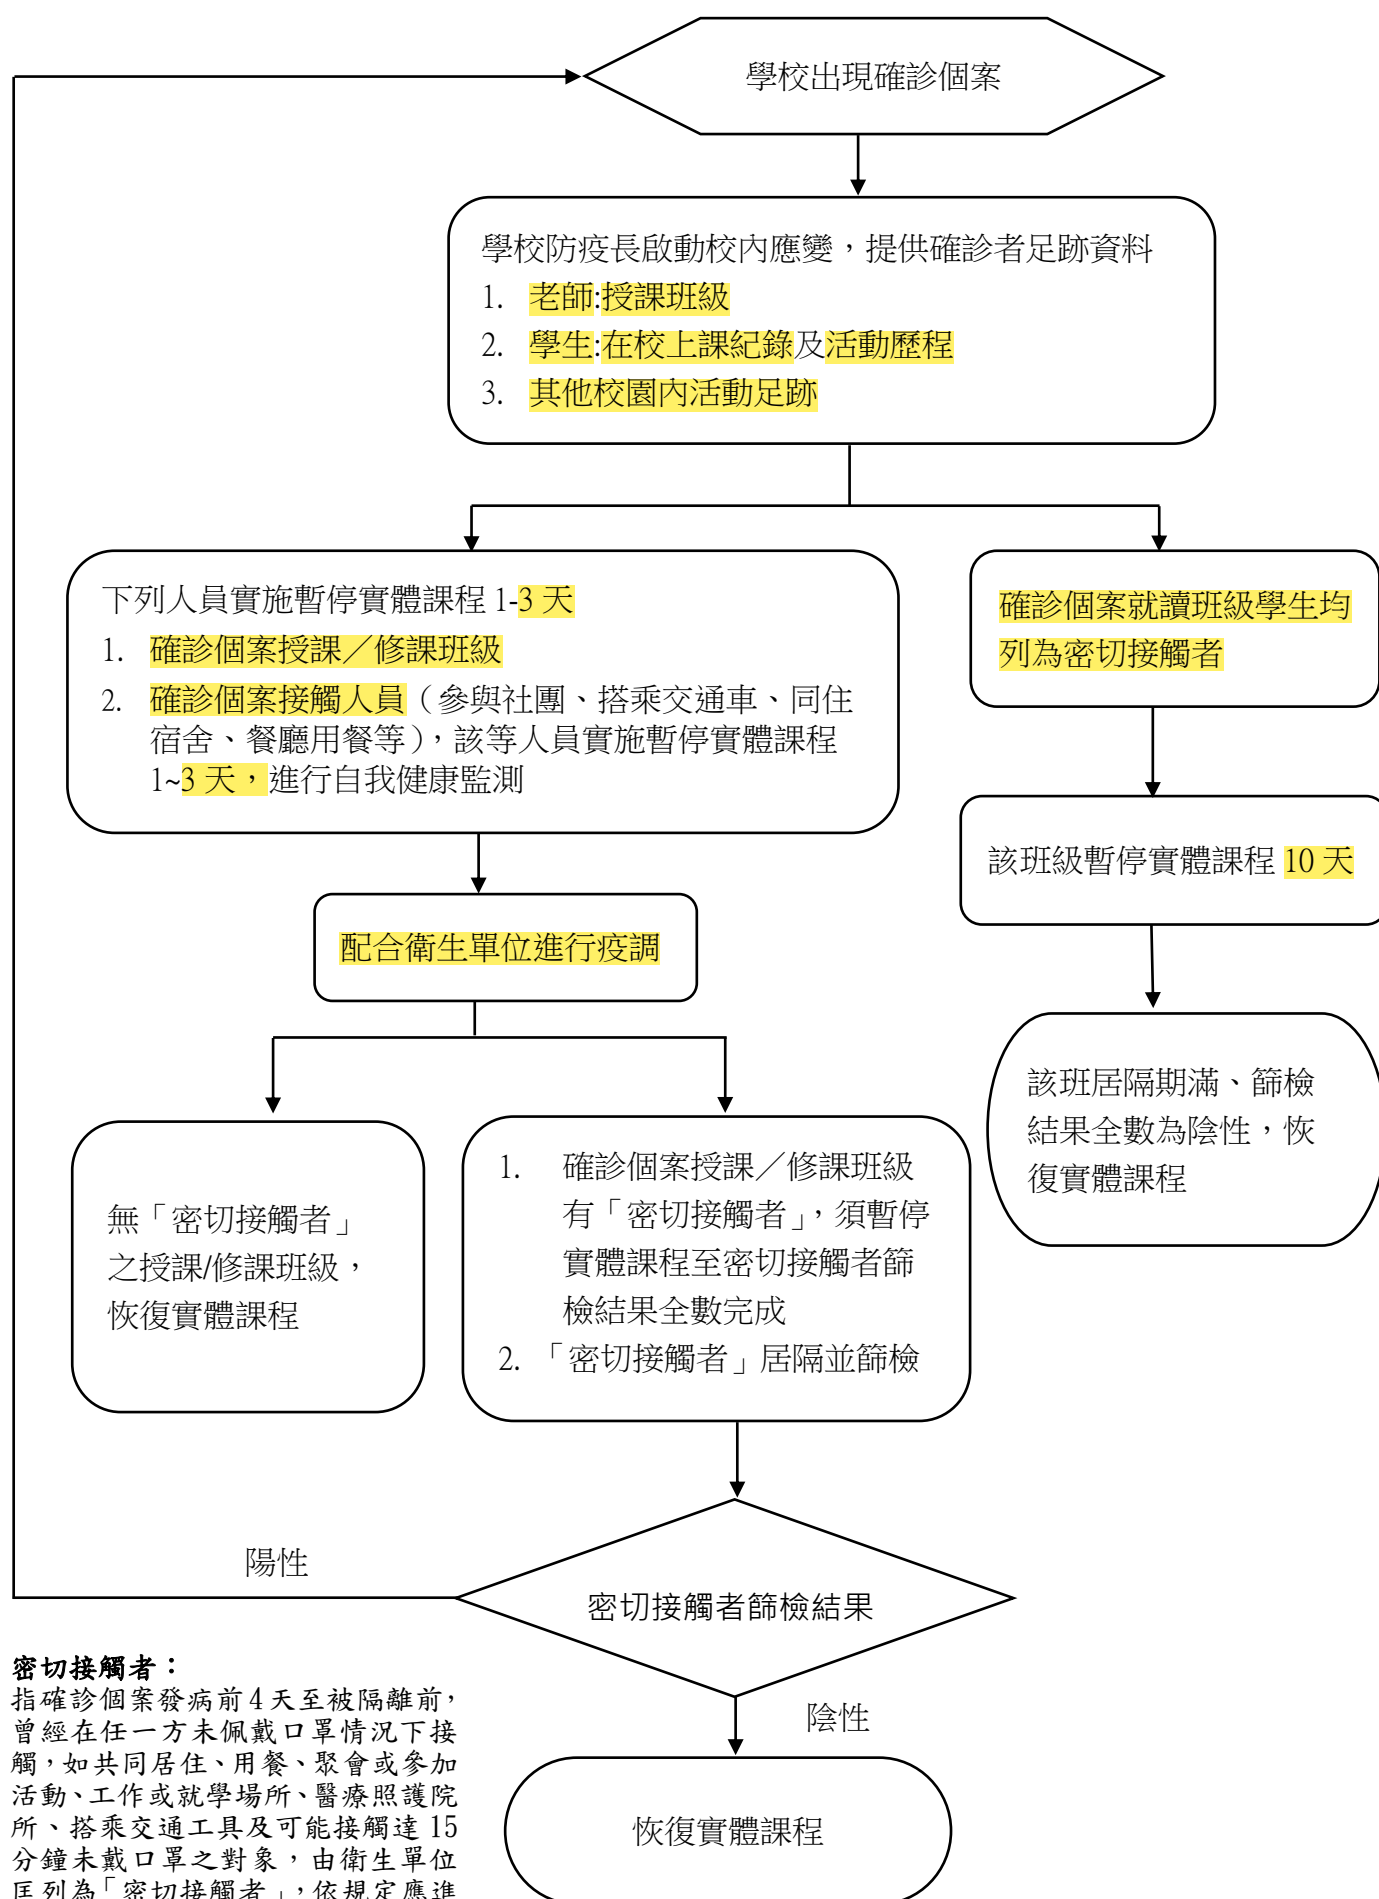 學校出現確診個案
學校防疫長啟動校內應變，提供確診者足跡資料
1. 老師:授課班級
2. 學生:在校上課紀錄及活動歷程
3. 其他校園內活動足跡
下列人員實施暫停實體課程 1-3 天
1. 確診個案授課／修課班級
2. 確診個案接觸人員（參與社團、搭乘交通車、同住
宿舍、餐廳用餐等），該等人員實施暫停實體課程
1~3 天，進行自我健康監測
確診個案就讀班級學生均
列為密切接觸者
該班級暫停實體課程 10 天
配合衛生單位進行疫調
該班居隔期滿、篩檢
結果全數為陰性，恢
復實體課程
無「密切接觸者」
之授課/修課班級，
恢復實體課程
1. 確診個案授課／修課班級
有「密切接觸者」，須暫停
實體課程至密切接觸者篩
檢結果全數完成
2. 「密切接觸者」居隔並篩檢
陽性
密切接觸者篩檢結果
陰性
恢復實體課程
密切接觸者：
指確診個案發病前 4 天至被隔離前，
曾經在任一方未佩戴口罩情況下接
觸，如共同居住、用餐、聚會或參加
活動、工作或就學場所、醫療照護院
所、搭乘交通工具及可能接觸達 15
分鐘未戴口罩之對象，由衛生單位
匡列為「密切接觸者」，依規定應進